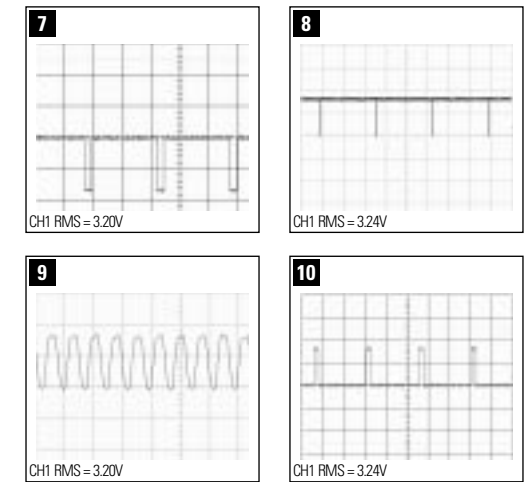 7
8
CH1 RMS = 3.20V
CH1 RMS = 3.24V
9
10
CH1 RMS = 3.20V
CH1 RMS = 3.24V